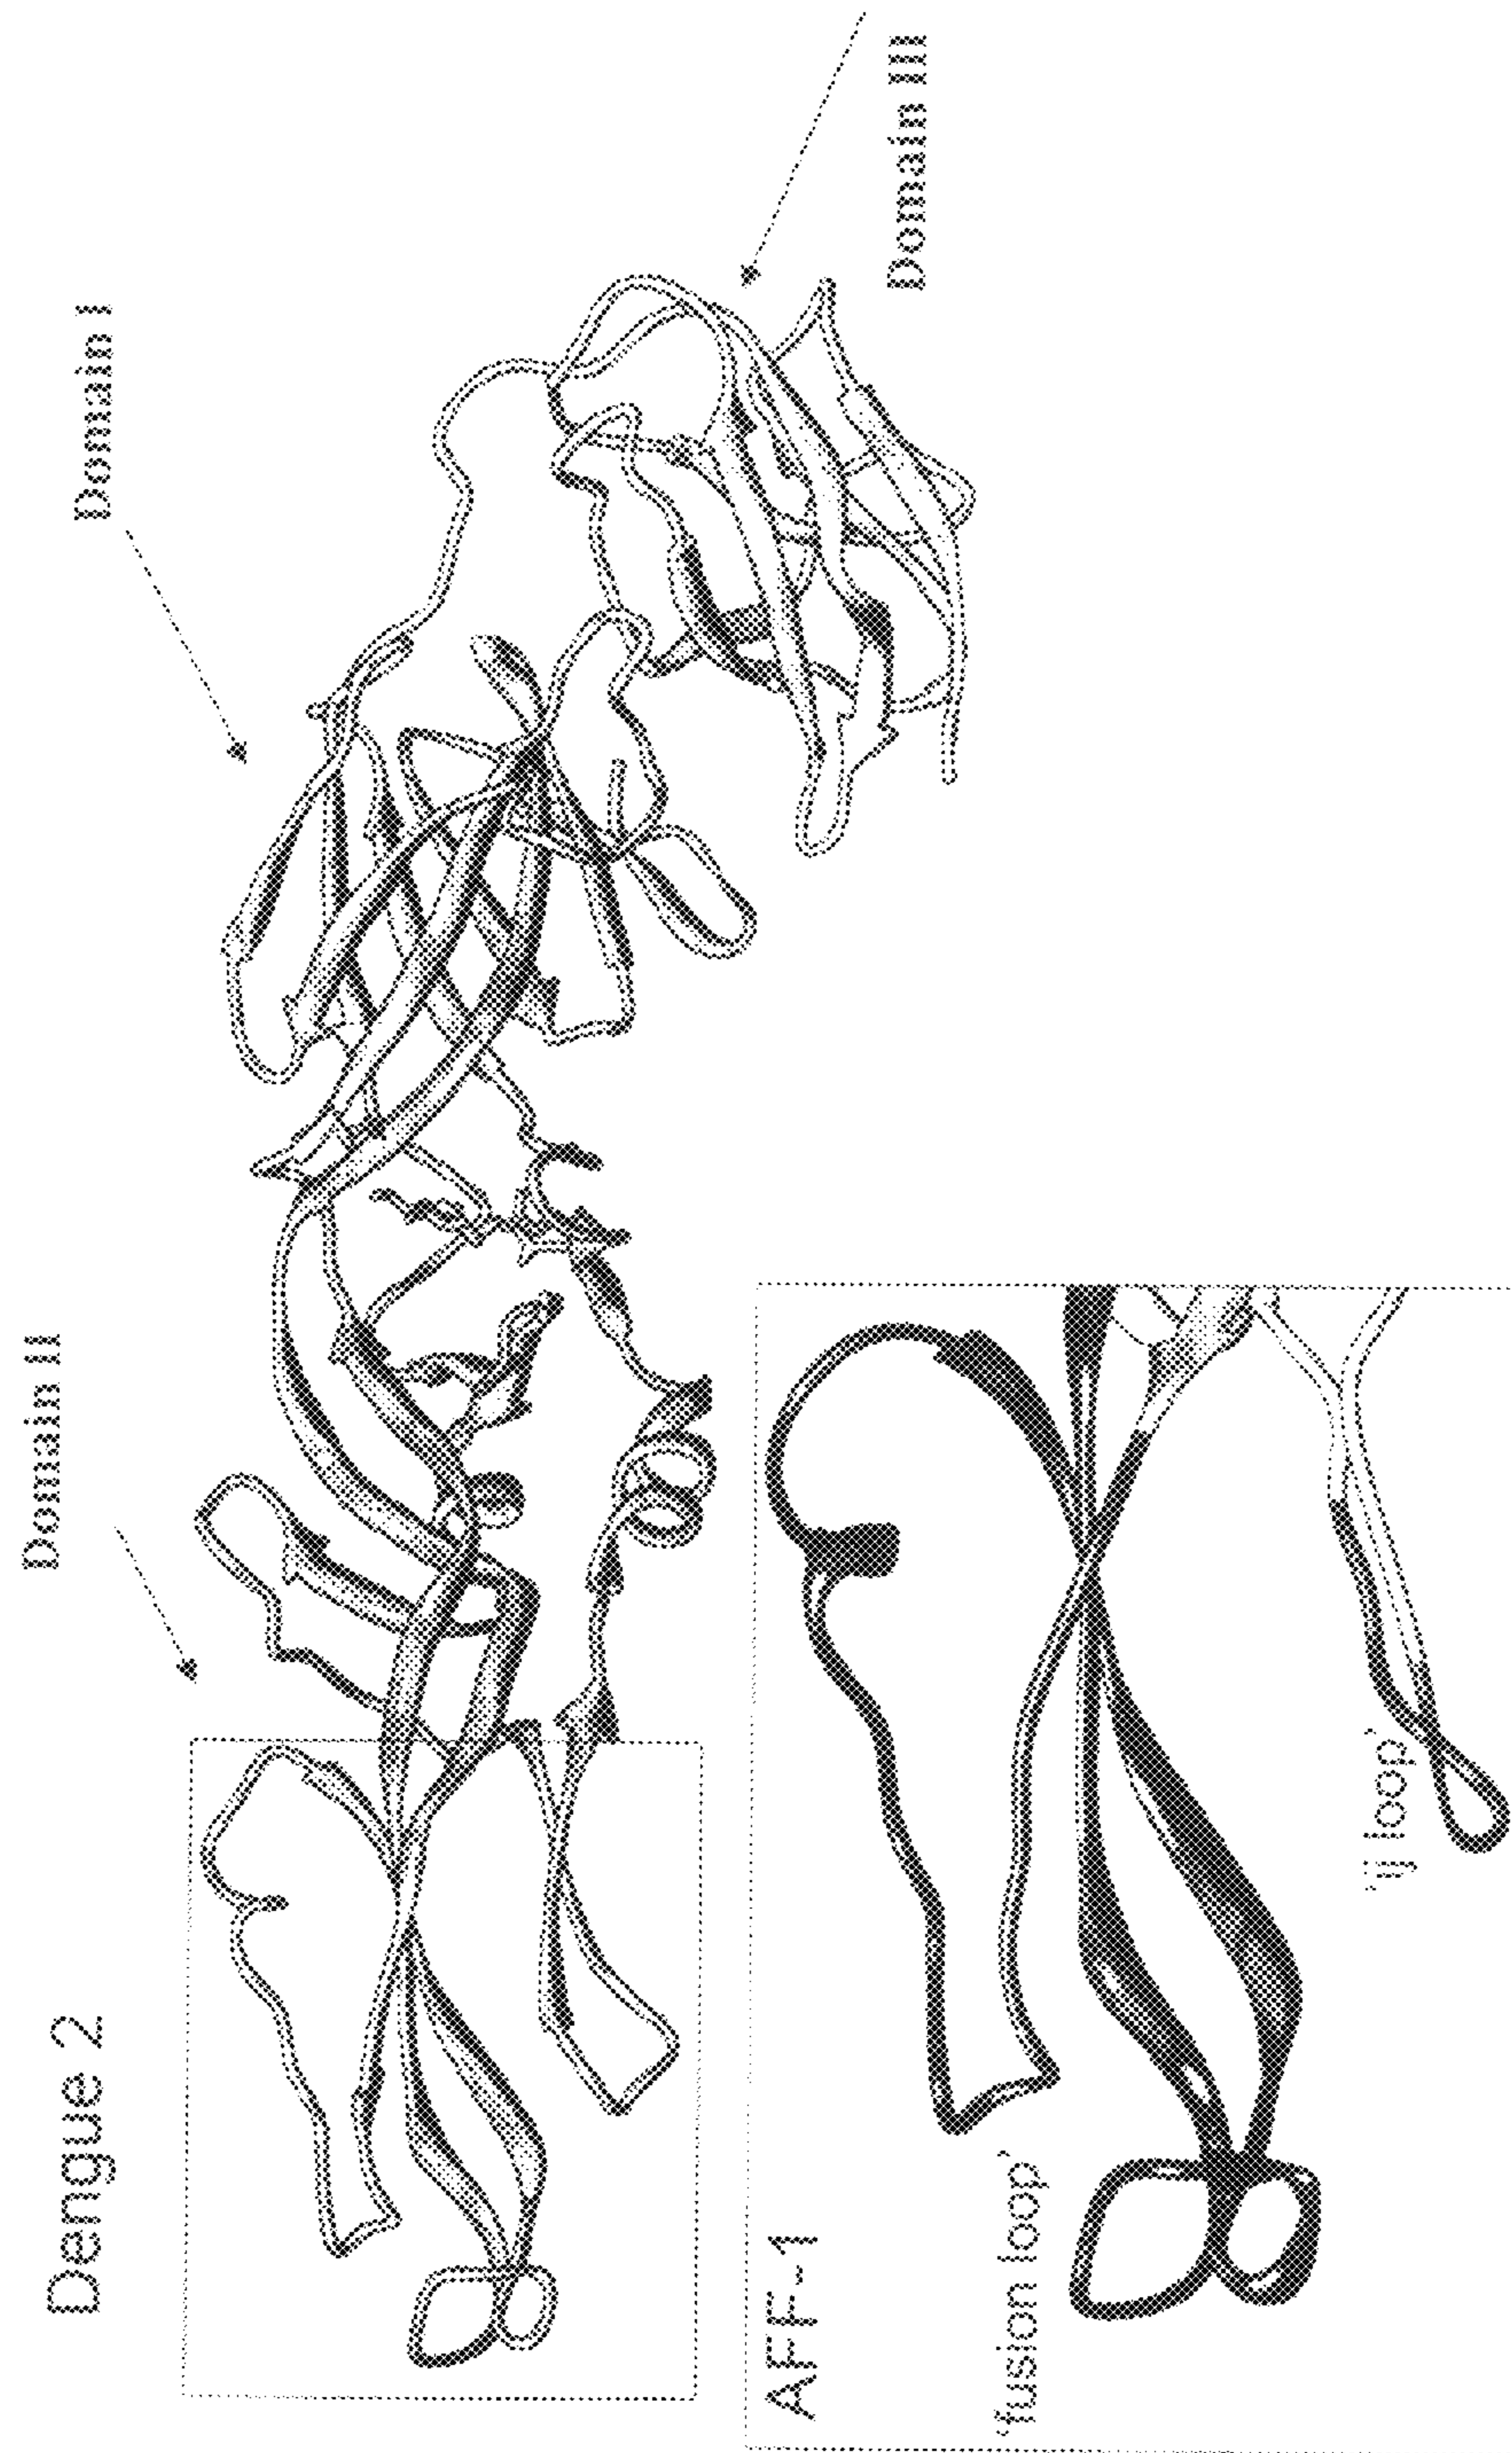 Dengue 2
Domain II
Domain I
Domain III
AFF-1
'fusion loop'
'ij loop'